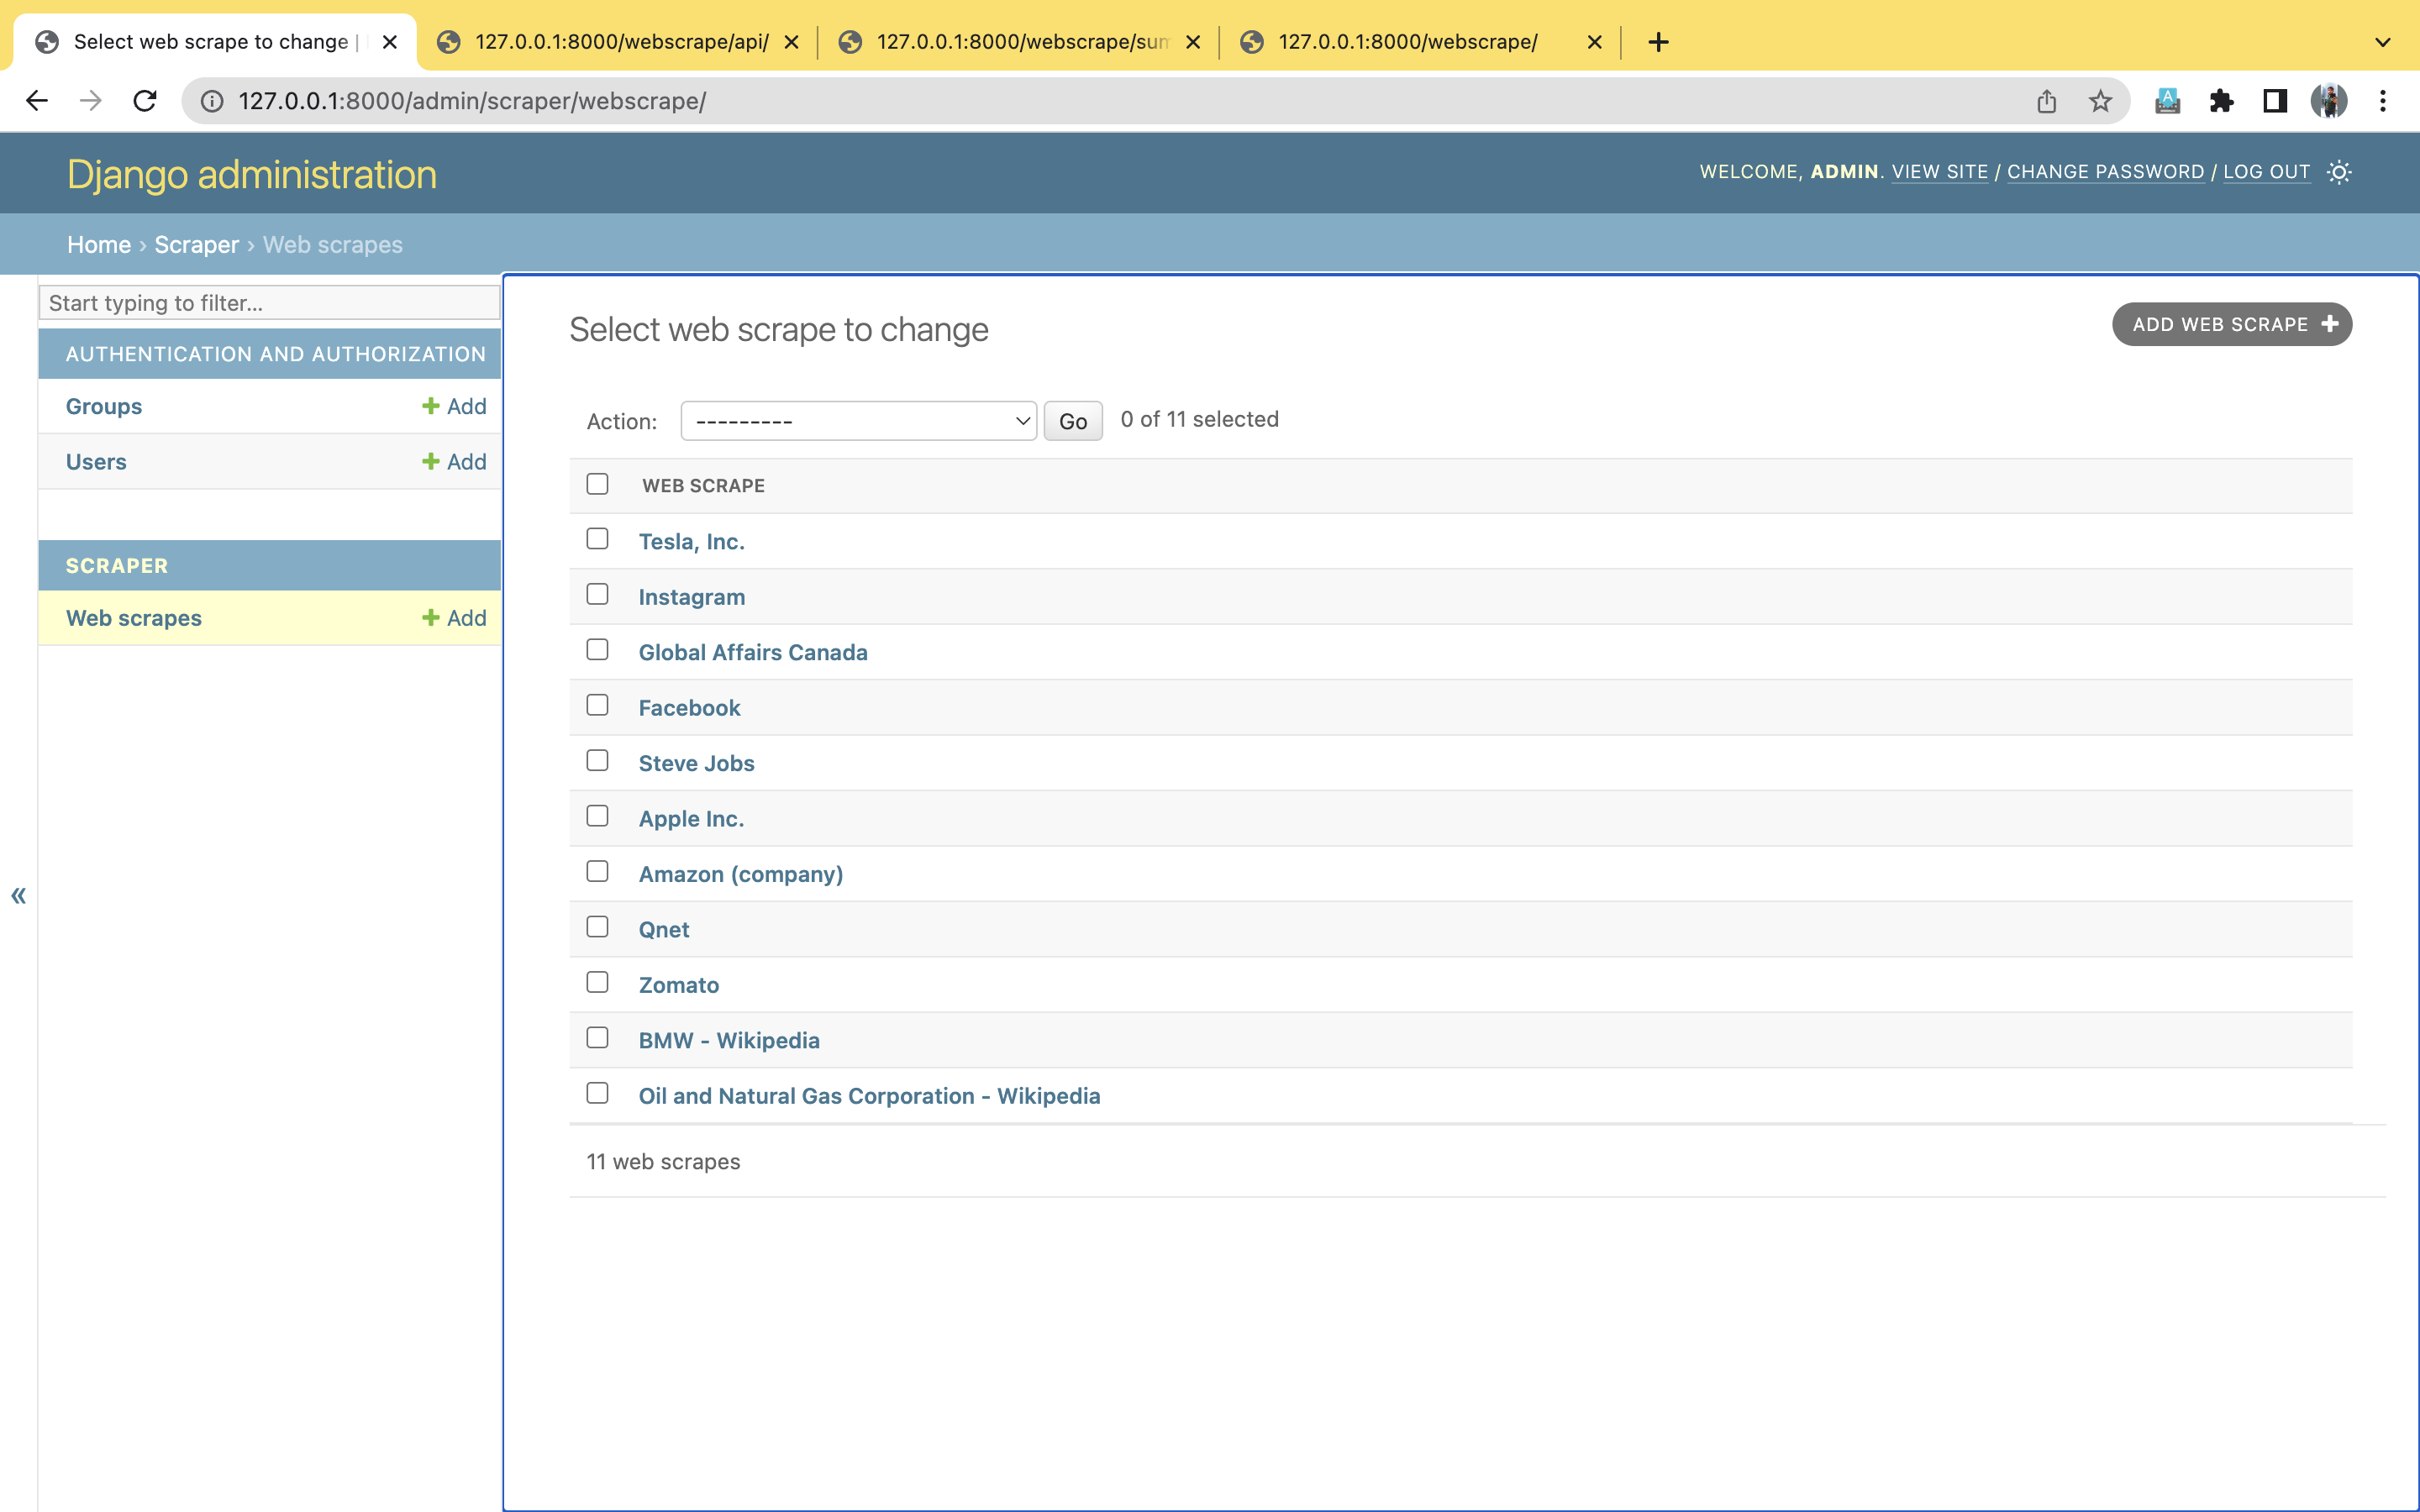 Select web scrape to change |
127.0.0.1:8000/webscrape/api/
127.0.0.1:8000/webscrape/sum
127.0.0.1:8000/webscrape/
127.0.0.1:8000/admin/scraper/webscrape/
Django administration
WELCOME, ADMIN. VIEW SITE / CHANGE PASSWORD / LOG OUT
Home › Scraper › Web scrapes
Start typing to filter...
AUTHENTICATION AND AUTHORIZATION
Groups + Add
Users + Add
SCRAPER
Web scrapes + Add
«
Select web scrape to change
ADD WEB SCRAPE +
Action: --------- Go 0 of 11 selected
WEB SCRAPE
Tesla, Inc.
Instagram
Global Affairs Canada
Facebook
Steve Jobs
Apple Inc.
Amazon (company)
Qnet
Zomato
BMW - Wikipedia
Oil and Natural Gas Corporation - Wikipedia
11 web scrapes